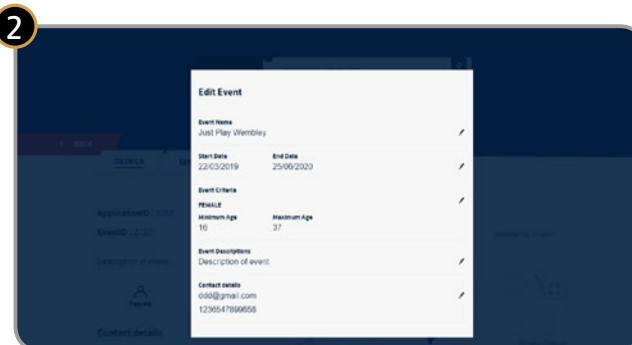 2
Edit Event
Event Name
Just Play Wembley
BACK
Start Date End Date
22/03/2019 25/06/2020
DETAILS
Event Criteria
FEMALE
Minimum Age Maximum Age
16 37
Event Descriptions
Description of event
Contact details
ddd@gmail.com
1236547899658
Contact details